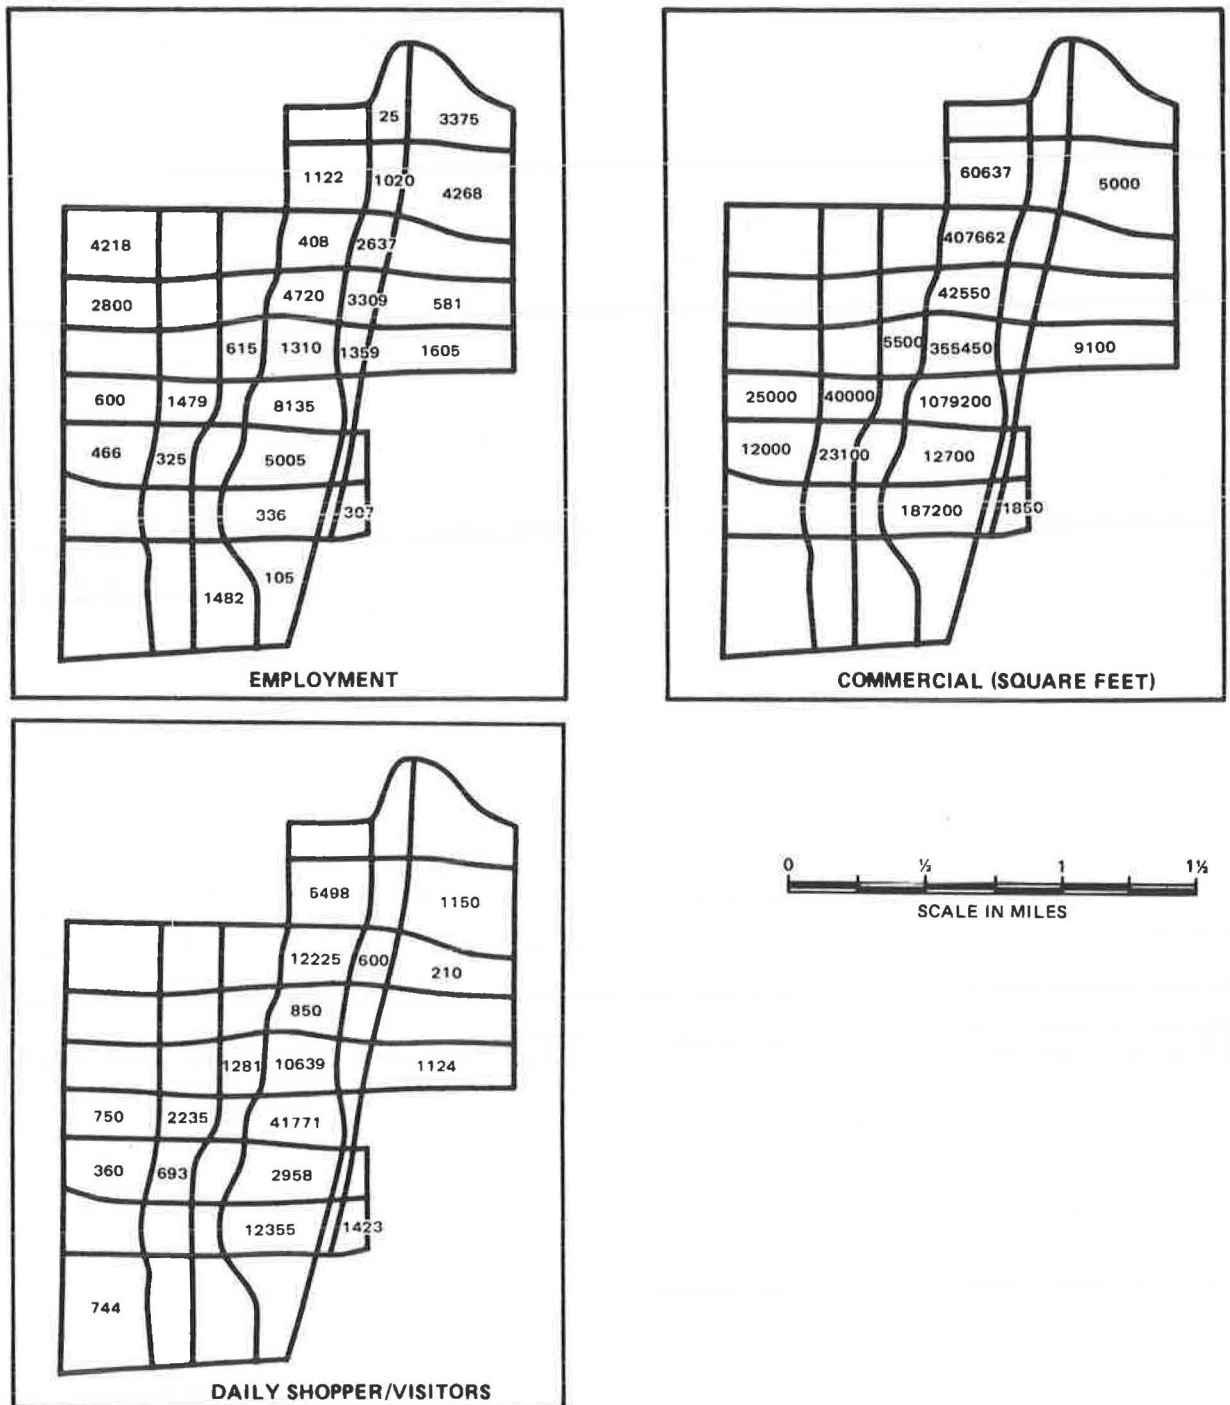 25 3375
1122 1020 4268
4218 408 2637
2800 4720 3309 581
615 1310 1359 1605
600 1479 8135
466 325 5005
336 307
105
1482
EMPLOYMENT
60637 5000
407662
42550
5500 355450 9100
25000 40000 1079200
12000 23100 12700
187200 1850
COMMERCIAL (SQUARE FEET)
5498 1150
12225 600 210
850
1281 10639 1124
750 2235 41771
360 693 2958
12355 1423
744
DAILY SHOPPER/VISITORS
0 ½ 1 1½
SCALE IN MILES